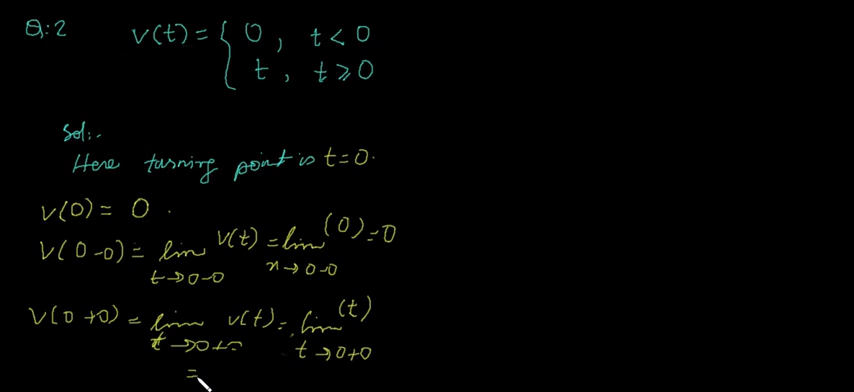 Q:2 v(t) = { 0, t < 0
t, t ≥ 0
Sol:-
Here turning point is t=0.
v(0) = 0.
v(0-0) = lim t→0-0 v(t) = lim x→0-0 (0) = 0
v(0+0) = lim t→0+0 v(t) = lim t→0+0 (t)
=